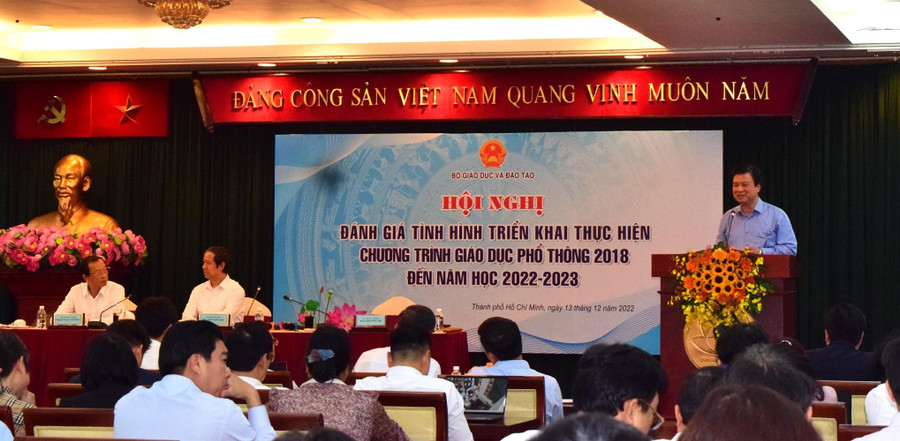 ĐẢNG CỘNG SẢN VIỆT NAM QUANG VINH MUÔN NĂM
BỘ GIÁO DỤC VÀ ĐÀO TẠO
HỘI NGHỊ
ĐÁNH GIÁ TÌNH HÌNH TRIỂN KHAI THỰC HIỆN
CHƯƠNG TRÌNH GIÁO DỤC PHỔ THÔNG 2018
ĐẾN NĂM HỌC 2022-2023
Thành phố Hồ Chí Minh, ngày 13 tháng 12 năm 2022